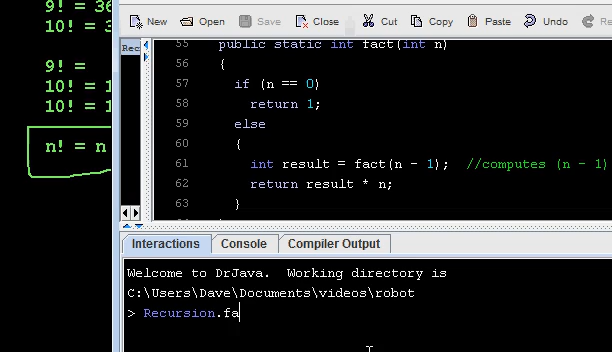 9! = 36
10! = 3
9! =
10! = 1
10! = 1
n! = n
New Open Save Close Cut Copy Paste Undo Re
Rec
55 public static int fact(int n)
56 {
57 if (n == 0)
58 return 1;
59 else
60 {
61 int result = fact(n - 1); //computes (n - 1)
62 return result * n;
63 }
Interactions Console Compiler Output
Welcome to DrJava. Working directory is
C:\Users\Dave\Documents\videos\robot
> Recursion.fa